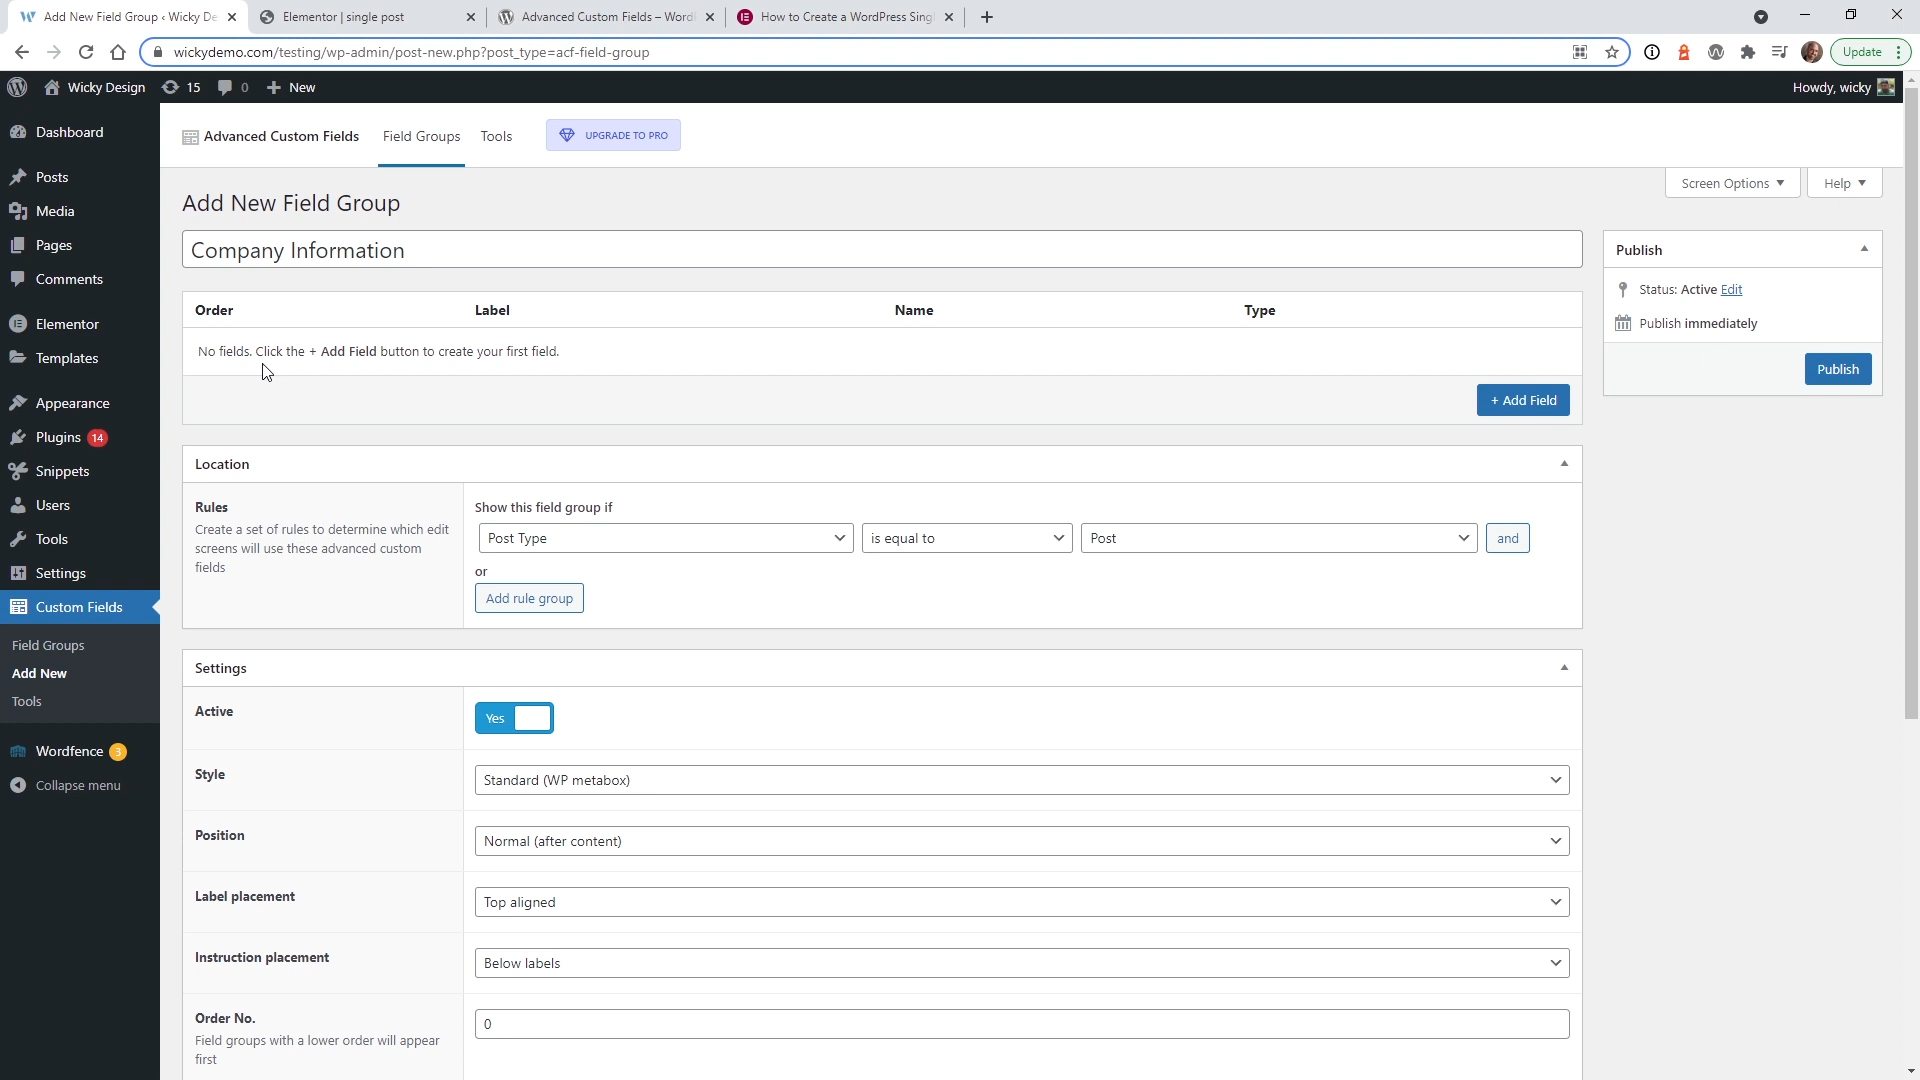 Add New Field Group ‹ Wicky De
Elementor | single post
Advanced Custom Fields – Word
How to Create a WordPress Sing
wickydemo.com/testing/wp-admin/post-new.php?post_type=acf-field-group
Update
Wicky Design
15
0
New
Howdy, wicky
Dashboard
Posts
Media
Pages
Comments
Elementor
Templates
Appearance
Plugins 14
Snippets
Users
Tools
Settings
Custom Fields
Field Groups
Add New
Tools
Wordfence 3
Collapse menu
Advanced Custom Fields
Field Groups
Tools
UPGRADE TO PRO
Screen Options
Help
Add New Field Group
Company Information
Order Label Name Type
No fields. Click the + Add Field button to create your first field.
+ Add Field
Location
Rules
Create a set of rules to determine which edit
screens will use these advanced custom
fields
Show this field group if
Post Type
is equal to
Post
and
or
Add rule group
Settings
Active
Yes
Style
Standard (WP metabox)
Position
Normal (after content)
Label placement
Top aligned
Instruction placement
Below labels
Order No.
Field groups with a lower order will appear
first
0
Publish
Status: Active Edit
Publish immediately
Publish